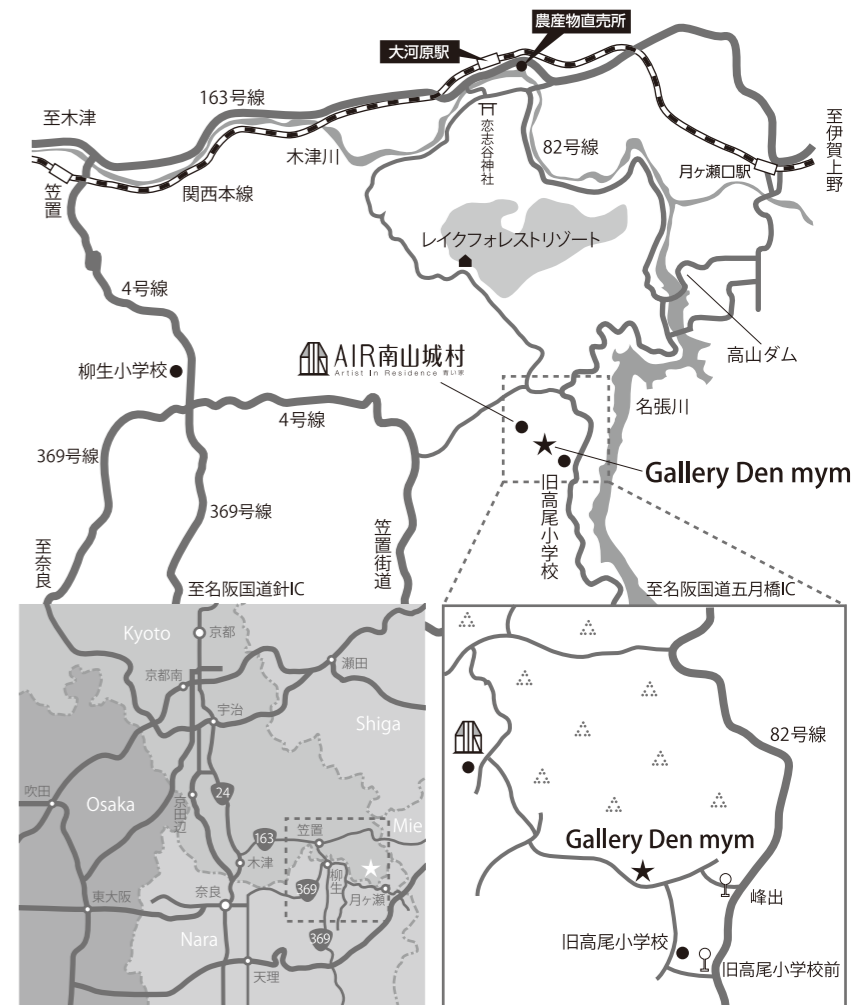 農産物直売所
大河原駅
163号線
至木津
至伊賀上野
恋志谷神社
木津川
82号線
月ヶ瀬口駅
笠置
関西本線
レイクフォレストリゾート
4号線
AIR南山城村
Artist In Residence 青い家
高山ダム
柳生小学校
名張川
4号線
369号線
Gallery Den mym
旧高尾小学校
369号線
笠置街道
至奈良
至名阪国道針IC
至名阪国道五月橋IC
Kyoto
京都
瀬田
京都南
宇治
Shiga
吹田
24
Osaka
京田辺
163
笠置
Mie
木津
柳生
東大阪
奈良
369
月ヶ瀬
Nara
369
天理
82号線
AIR
Gallery Den mym
峰出
旧高尾小学校
旧高尾小学校前